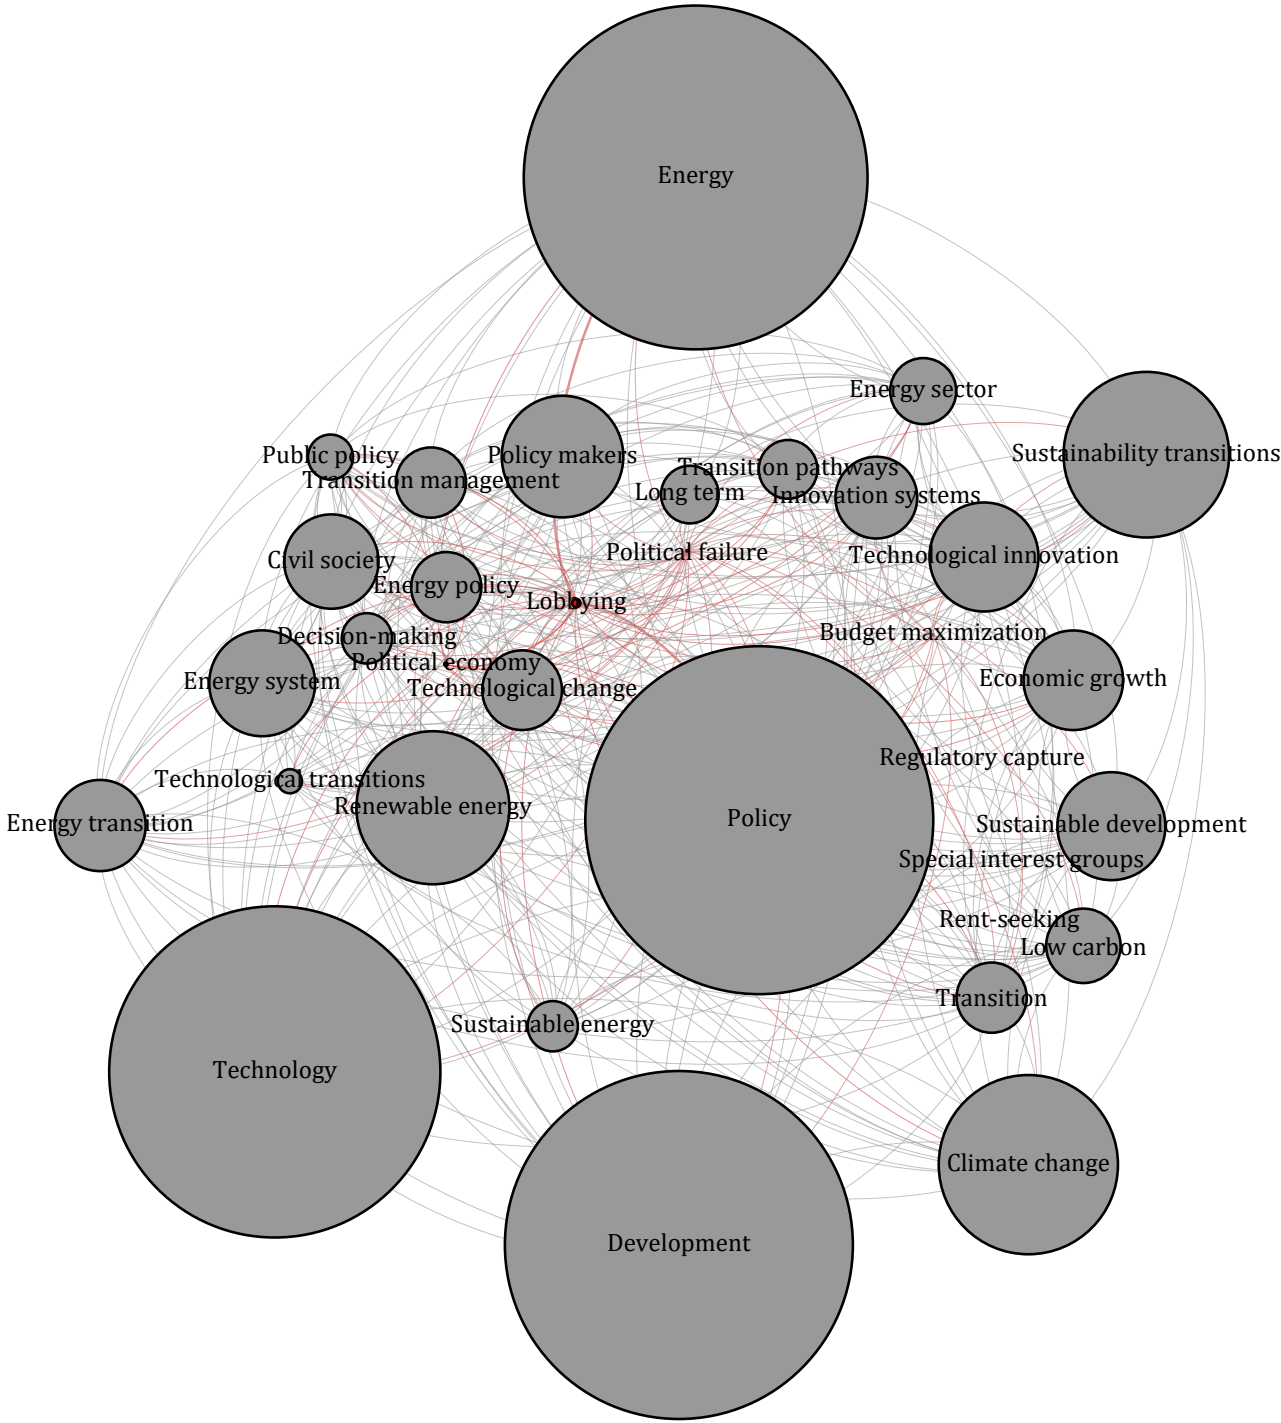 Energy
Energy sector
Sustainability transitions
Public policy
Policy makers
Transition management
Transition pathways
Long term
Innovation systems
Political failure
Technological innovation
Civil society
Energy policy
Lobbying
Decision-making
Budget maximization
Political economy
Energy system
Technological change
Economic growth
Regulatory capture
Technological transitions
Renewable energy
Energy transition
Policy
Sustainable development
Special interest groups
Rent-seeking
Low carbon
Transition
Sustainable energy
Technology
Climate change
Development